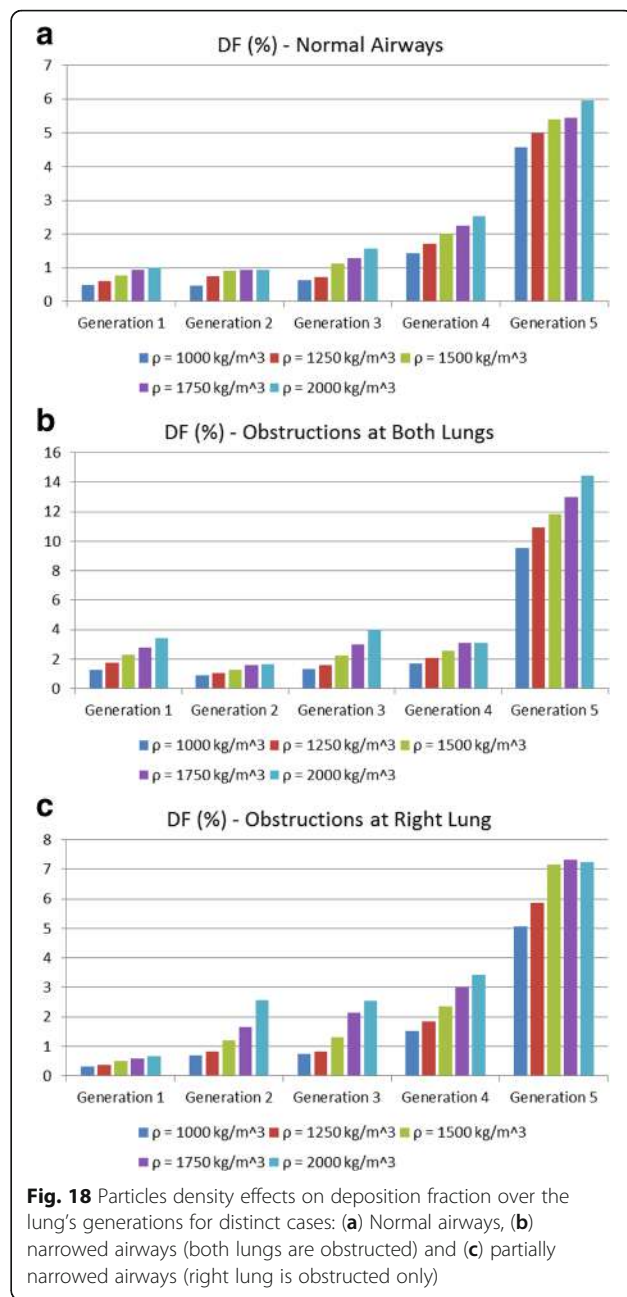 a
DF (%) - Normal Airways
7
6
5
4
3
2
1
0
Generation 1 Generation 2 Generation 3 Generation 4 Generation 5
ρ = 1000 kg/m^3 ρ = 1250 kg/m^3 ρ = 1500 kg/m^3
ρ = 1750 kg/m^3 ρ = 2000 kg/m^3
b
DF (%) - Obstructions at Both Lungs
16
14
12
10
8
6
4
2
0
Generation 1 Generation 2 Generation 3 Generation 4 Generation 5
ρ = 1000 kg/m^3 ρ = 1250 kg/m^3 ρ = 1500 kg/m^3
ρ = 1750 kg/m^3 ρ = 2000 kg/m^3
c
DF (%) - Obstructions at Right Lung
8
7
6
5
4
3
2
1
0
Generation 1 Generation 2 Generation 3 Generation 4 Generation 5
ρ = 1000 kg/m^3 ρ = 1250 kg/m^3 ρ = 1500 kg/m^3
ρ = 1750 kg/m^3 ρ = 2000 kg/m^3
Fig. 18 Particles density effects on deposition fraction over the
lung's generations for distinct cases: (a) Normal airways, (b)
narrowed airways (both lungs are obstructed) and (c) partially
narrowed airways (right lung is obstructed only)